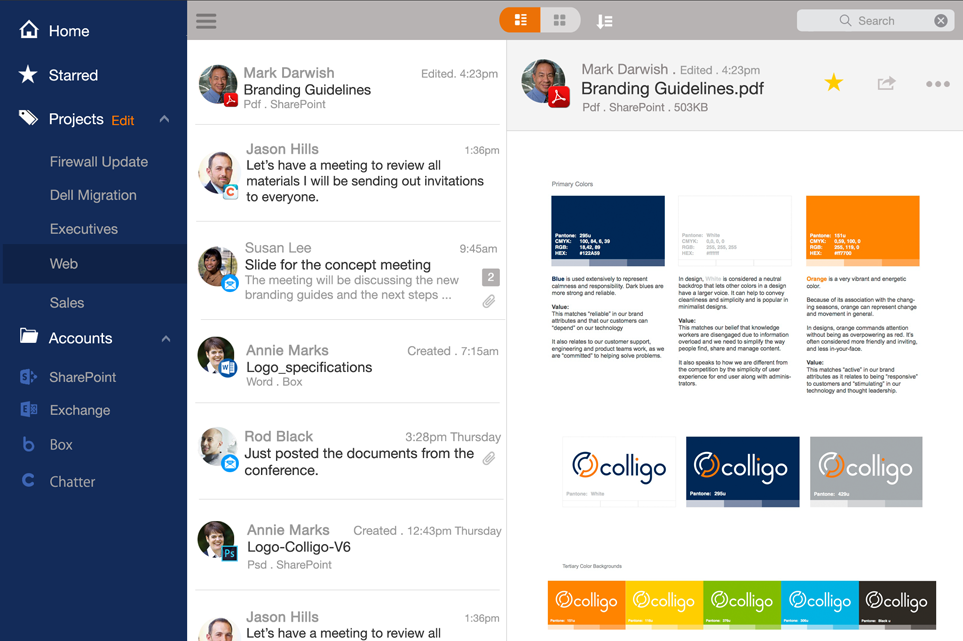 Home
Starred
Projects Edit
Firewall Update
Dell Migration
Executives
Web
Sales
Accounts
SharePoint
Exchange
Box
Chatter
Search
Mark Darwish
Edited. 4:23pm
Branding Guidelines
Pdf . SharePoint
Jason Hills
1:36pm
Let's have a meeting to review all
materials I will be sending out invitations
to everyone.
Susan Lee
9:45am
Slide for the concept meeting
The meeting will be discussing the new
branding guides and the next steps ...
2
Annie Marks
Created . 7:15am
Logo_specifications
Word . Box
Rod Black
3:28pm Thursday
Just posted the documents from the
conference.
Annie Marks
Created . 12:43pm Thursday
Logo-Colligo-V6
Psd . SharePoint
Ps
Jason Hills
1:36pm
Let's have a meeting to review all
Mark Darwish . Edited . 4:23pm
Branding Guidelines.pdf
Pdf . SharePoint . 503KB
Primary Colors
Pantone: 295u
CMYK: 100, 84, 6, 39
RGB: 18,42, 89
HEX: #122A59
Blue is used extensively to represent
calmness and responsibility. Dark blues are
more strong and reliable.
Value:
This matches "reliable" in our brand
attributes and that our customers can
"depend" on our technology
It also relates to our customer support,
engineering and product teams work, as we
are "committed" to helping solve problems.
Pantone: White
CMYK: 0,0, 0, 0
RGB: 255, 255, 255
HEX: #ffffff
In design, White is considered a neutral
backdrop that lets other colors in a design
have a larger voice. It can help to convey
cleanliness and simplicity and is popular in
minimalist designs.
Value:
This matches our belief that knowledge
workers are disengaged due to information
overload and we need to simplify the way
people find, share and manage content.
It also speaks to how we are different from
the competition by the simplicity of user
experience for end user along with adminis-
trators.
Pantone: 151u
CMYK: 0,59, 100, 0
RGB: 255, 119, 0
HEX: #ff7700
Orange is a very vibrant and energetic
color.
Because of its association with the chang-
ing seasons, orange can represent change
and movement in general.
In designs, orange commands attention
without being as overpowering as red. It's
often considered more friendly and inviting,
and less in-your-face.
Value:
This matches "active" in our brand
attributes as it relates to being "responsive"
to customers and "stimulating" in our
technology and thought leadership.
colligo
Pantone: White
colligo
Pantone: 295u
colligo
Pantone: 429u
Tertiary Color Backgrounds
colligo
colligo
colligo
colligo
colligo